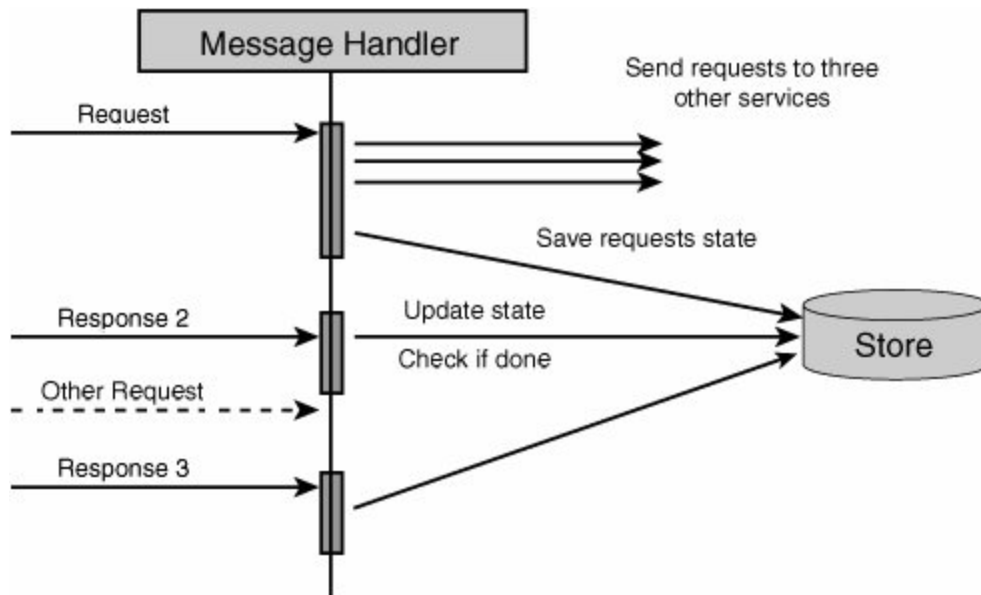 Message Handler
Send requests to three
other services
Request
Save requests state
Response 2
Update state
Store
Check if done
Other Request
Response 3